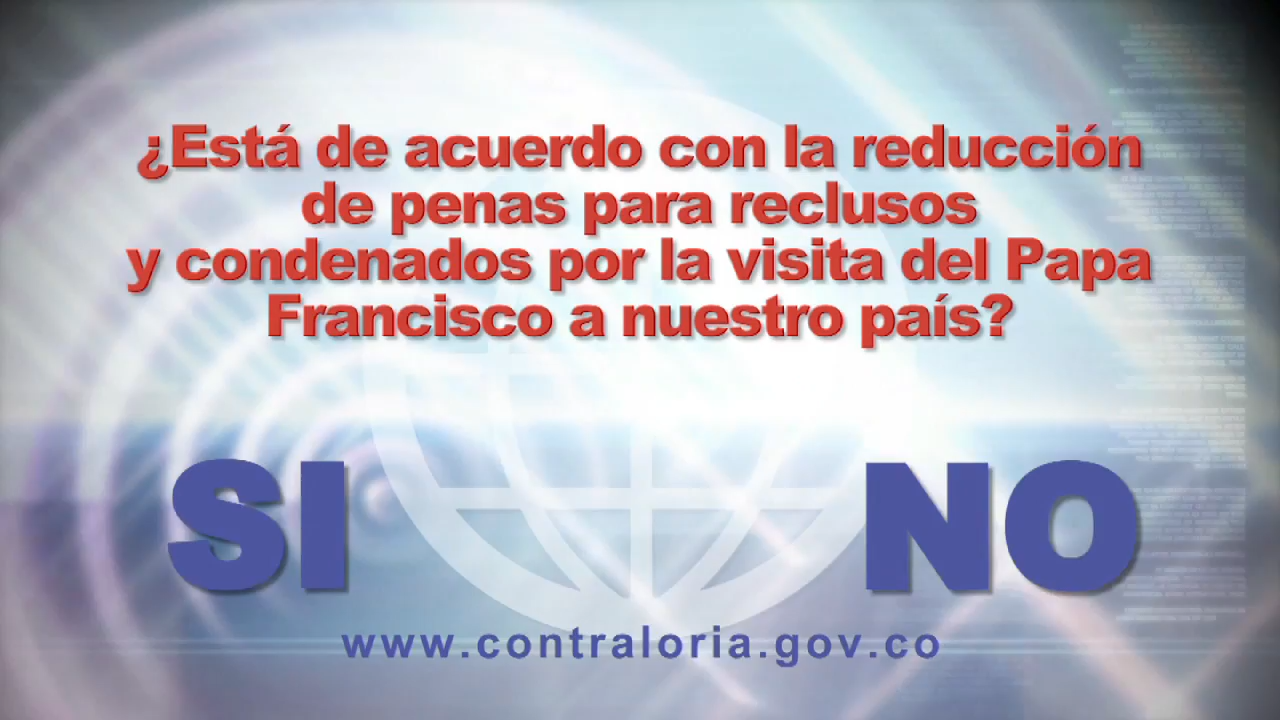 ¿Está de acuerdo con la reducción
de penas para reclusos
y condenados por la visita del Papa
Francisco a nuestro país?
SI NO
www.contraloria.gov.co